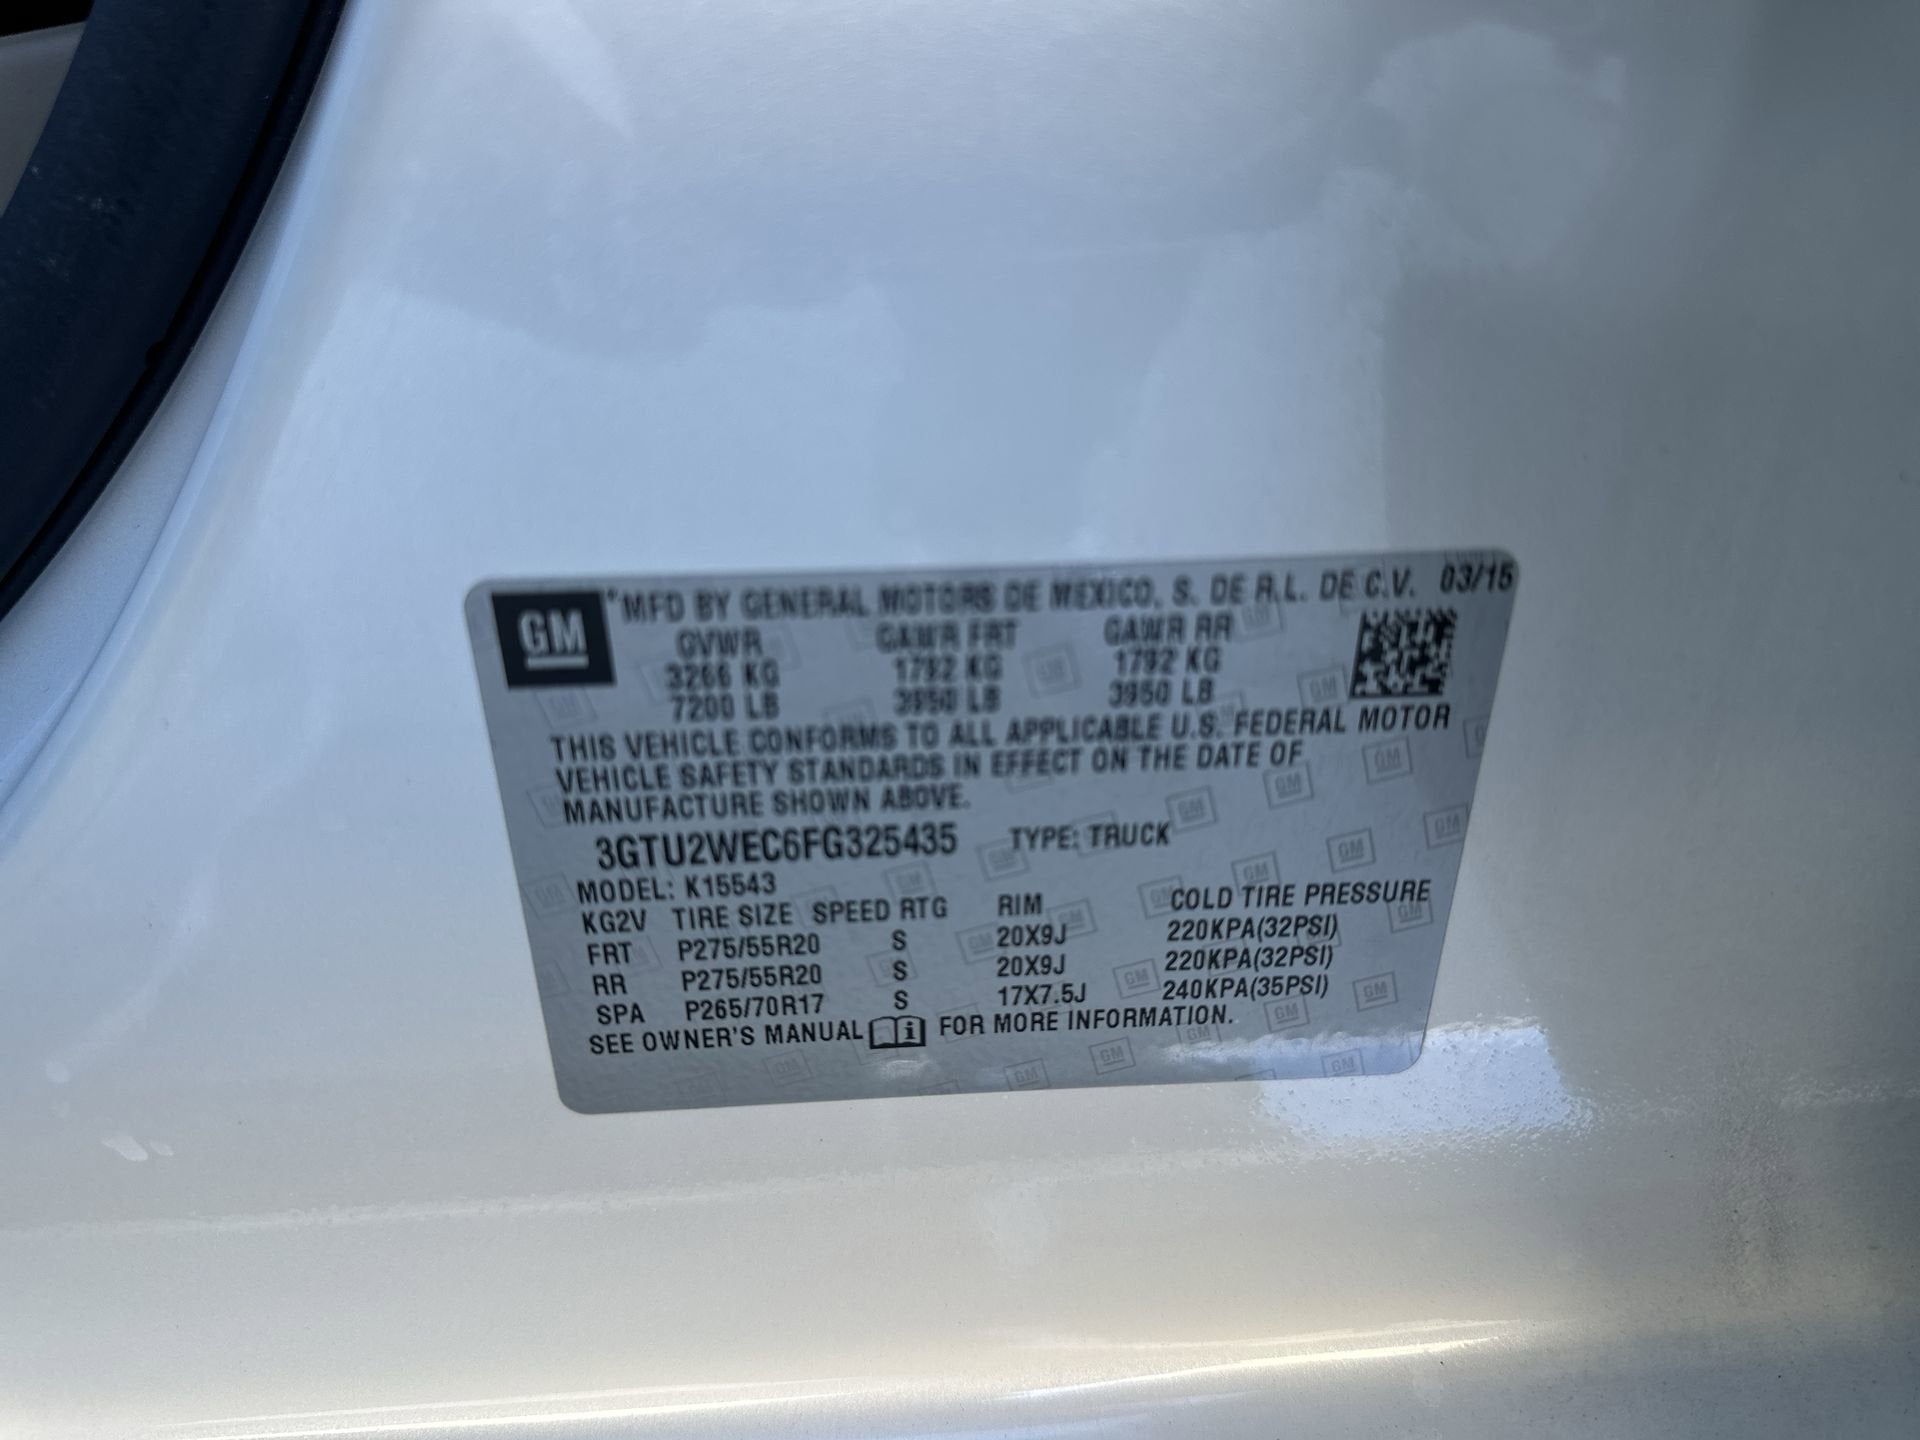 GM
*MFD BY GENERAL MOTORS DE MEXICO, S. DE R.L. DE C.V. 03/15
GVWR GAWR FRT GAWR RR
3266 KG 1792 KG 1792 KG
7200 LB 3950 LB 3950 LB
THIS VEHICLE CONFORMS TO ALL APPLICABLE U.S. FEDERAL MOTOR
VEHICLE SAFETY STANDARDS IN EFFECT ON THE DATE OF
MANUFACTURE SHOWN ABOVE.
3GTU2WEC6FG325435 TYPE: TRUCK
MODEL: K15543
KG2V TIRE SIZE SPEED RTG RIM COLD TIRE PRESSURE
FRT P275/55R20 S 20X9J 220KPA(32PSI)
RR P275/55R20 S 20X9J 220KPA(32PSI)
SPA P265/70R17 S 17X7.5J 240KPA(35PSI)
SEE OWNER'S MANUAL FOR MORE INFORMATION.